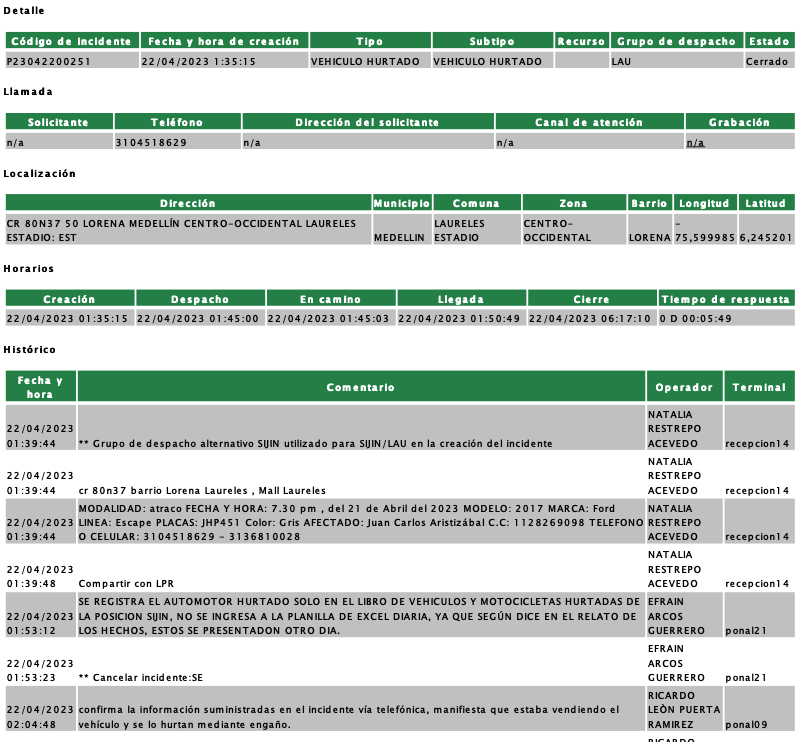 Detalle
Código de incidente Fecha y hora de creación Tipo Subtipo Recurso Grupo de despacho Estado
P23042200251 22/04/2023 1:35:15 VEHICULO HURTADO VEHICULO HURTADO LAU Cerrado
Llamada
Solicitante Teléfono Dirección del solicitante Canal de atención Grabación
n/a 3104518629 n/a n/a n/a
Localización
Dirección Municipio Comuna Zona Barrio Longitud Latitud
CR 80N37 50 LORENA MEDELLÍN CENTRO-OCCIDENTAL LAURELES LAURELES CENTRO- -
ESTADIO: EST MEDELLIN ESTADIO OCCIDENTAL LORENA 75,599985 6,245201
Horarios
Creación Despacho En camino Llegada Cierre Tiempo de respuesta
22/04/2023 01:35:15 22/04/2023 01:45:00 22/04/2023 01:45:03 22/04/2023 01:50:49 22/04/2023 06:17:10 0 D 00:05:49
Histórico
Fecha y
hora Comentario Operador Terminal
NATALIA
22/04/2023 RESTREPO
01:39:44 ** Grupo de despacho alternativo SIJIN utilizado para SIJIN/LAU en la creación del incidente ACEVEDO recepcion14
NATALIA
22/04/2023 RESTREPO
01:39:44 cr 80n37 barrio Lorena Laureles , Mall Laureles ACEVEDO recepcion14
MODALIDAD: atraco FECHA Y HORA: 7.30 pm , del 21 de Abril del 2023 MODELO: 2017 MARCA: Ford NATALIA
22/04/2023 LINEA: Escape PLACAS: JHP451 Color: Gris AFECTADO: Juan Carlos Aristizábal C.C: 1128269098 TELEFONO RESTREPO
01:39:44 O CELULAR: 3104518629 - 3136810028 ACEVEDO recepcion14
NATALIA
22/04/2023 RESTREPO
01:39:48 Compartir con LPR ACEVEDO recepcion14
SE REGISTRA EL AUTOMOTOR HURTADO SOLO EN EL LIBRO DE VEHICULOS Y MOTOCICLETAS HURTADAS DE EFRAIN
22/04/2023 LA POSICION SIJIN, NO SE INGRESA A LA PLANILLA DE EXCEL DIARIA, YA QUE SEGÚN DICE EN EL RELATO DE ARCOS
01:53:12 LOS HECHOS, ESTOS SE PRESENTADON OTRO DIA. GUERRERO ponal21
EFRAIN
22/04/2023 ARCOS
01:53:23 ** Cancelar incidente:SE GUERRERO ponal21
RICARDO
22/04/2023 confirma la información suministradas en el incidente vía telefónica, manifiesta que estaba vendiendo el LEÒN PUERTA
02:04:48 vehículo y se lo hurtan mediante engaño. RAMIREZ ponal09
RICARDO